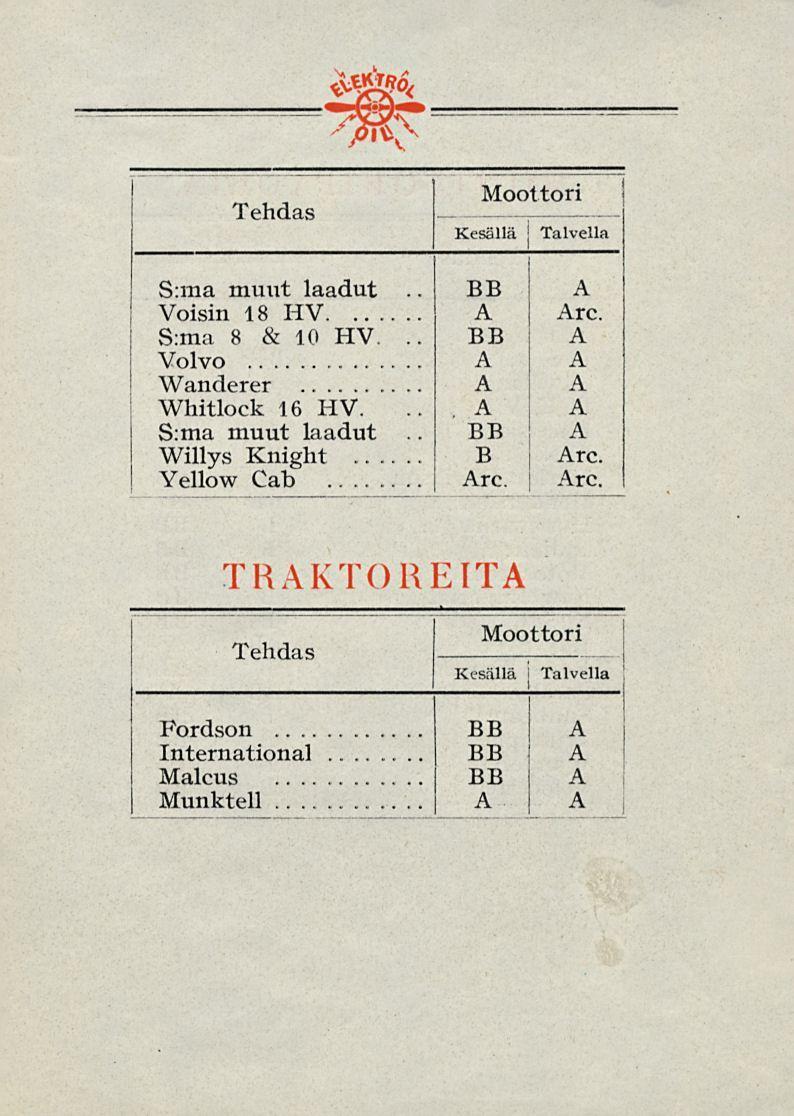 ELEKTRÔL
OIL
Tehdas Moottori
Kesällä Talvella
S:ma muut laadut .. BB A
Voisin 18 HV. ...... A Arc.
S:ma 8 & 10 HV. .. BB A
Volvo .............. A A
Wanderer .......... A A
Whitlock 16 HV. .. A A
S:ma muut laadut .. BB A
Willys Knight ...... B Arc.
Yellow Cab ........ Arc. Arc.
TRAKTOREITA
Tehdas Moottori
Kesällä Talvella
Fordson ............ BB A
International ........ BB A
Malcus ............ BB A
Munktell ............ A A